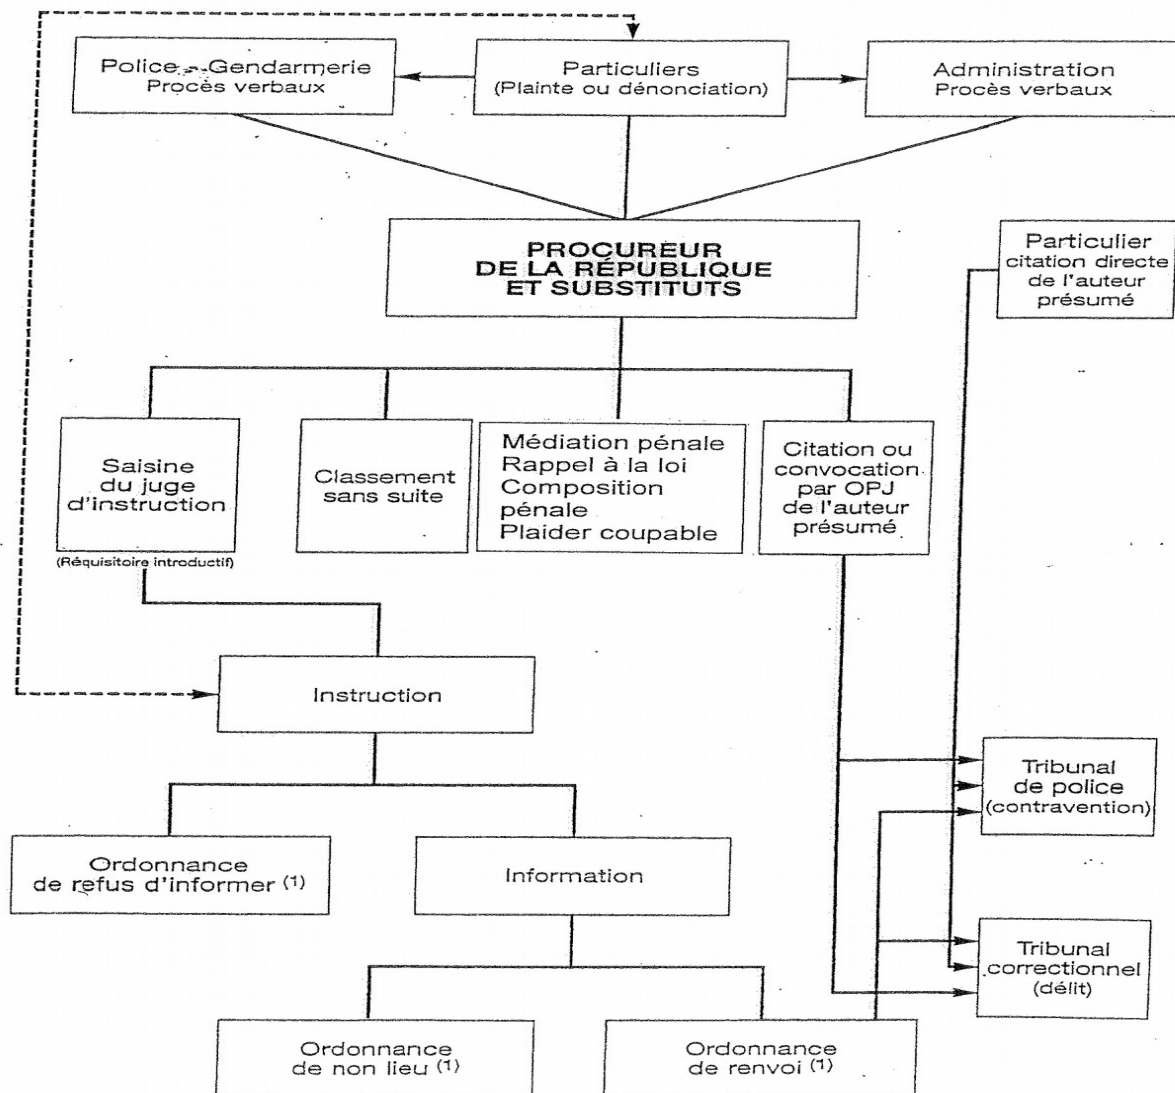 Police - Gendarmerie
Procès verbaux
Particuliers
(Plainte ou dénonciation)
Administration
Procès verbaux
PROCUREUR
DE LA RÉPUBLIQUE
ET SUBSTITUTS
Particulier
citation directe
de l'auteur
présumé
Saisine
du juge
d'instruction
(Réquisitoire introductif)
Classement
sans suite
Médiation pénale
Rappel à la loi
Composition
pénale
Plaider coupable
Citation ou
convocation
par OPJ
de l'auteur
présumé
Instruction
Tribunal
de police
(contravention)
Ordonnance
de refus d'informer (1)
Information
Tribunal
correctionnel
(délit)
Ordonnance
de non lieu (1)
Ordonnance
de renvoi (1)